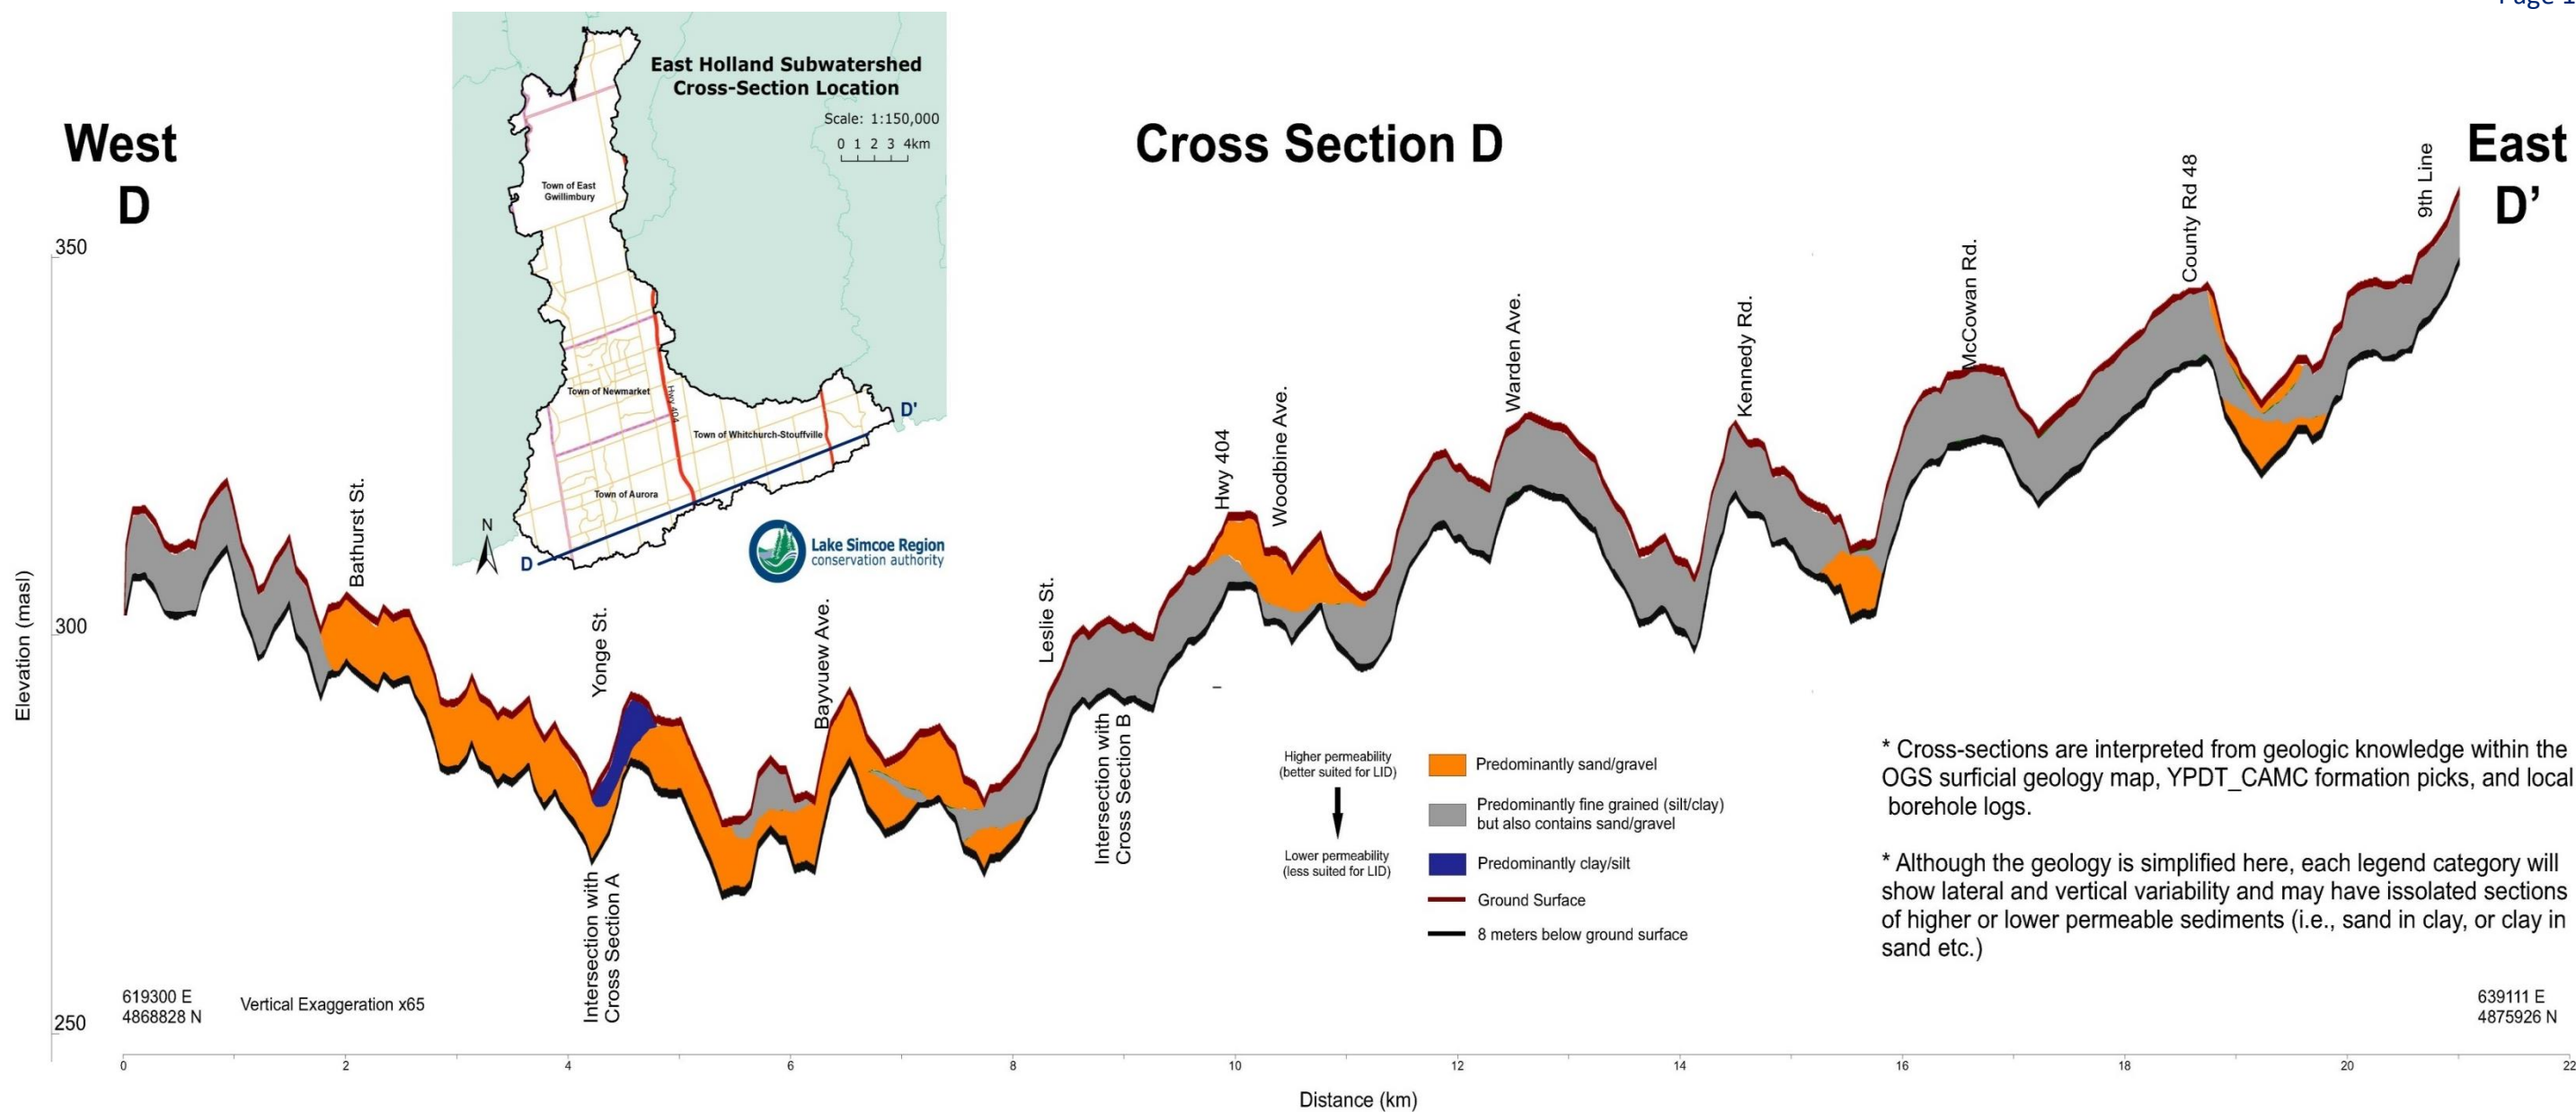 Page 1
East Holland Subwatershed
Cross-Section Location
Scale: 1:150,000
0 1 2 3 4km
Town of East
Gwillimbury
Town of Newmarket
Hwy 404
Town of Whitchurch-Stouffville
Town of Aurora
N
D
D'
Lake Simcoe Region
conservation authority
West
D
Cross Section D
East
D’
350
300
250
Elevation (masl)
Bathurst St.
Yonge St.
Bayvuew Ave.
Leslie St.
Hwy 404
Woodbine Ave.
Warden Ave.
Kennedy Rd.
McCowan Rd.
County Rd 48
9th Line
Intersection with
Cross Section A
Intersection with
Cross Section B
Higher permeability
(better suited for LID)
Lower permeability
(less suited for LID)
Predominantly sand/gravel
Predominantly fine grained (silt/clay)
but also contains sand/gravel
Predominantly clay/silt
Ground Surface
8 meters below ground surface
* Cross-sections are interpreted from geologic knowledge within the
OGS surficial geology map, YPDT_CAMC formation picks, and local
borehole logs.
* Although the geology is simplified here, each legend category will
show lateral and vertical variability and may have issolated sections
of higher or lower permeable sediments (i.e., sand in clay, or clay in
sand etc.)
619300 E
4868828 N
Vertical Exaggeration x65
639111 E
4875926 N
0 2 4 6 8 10 12 14 16 18 20 22
Distance (km)